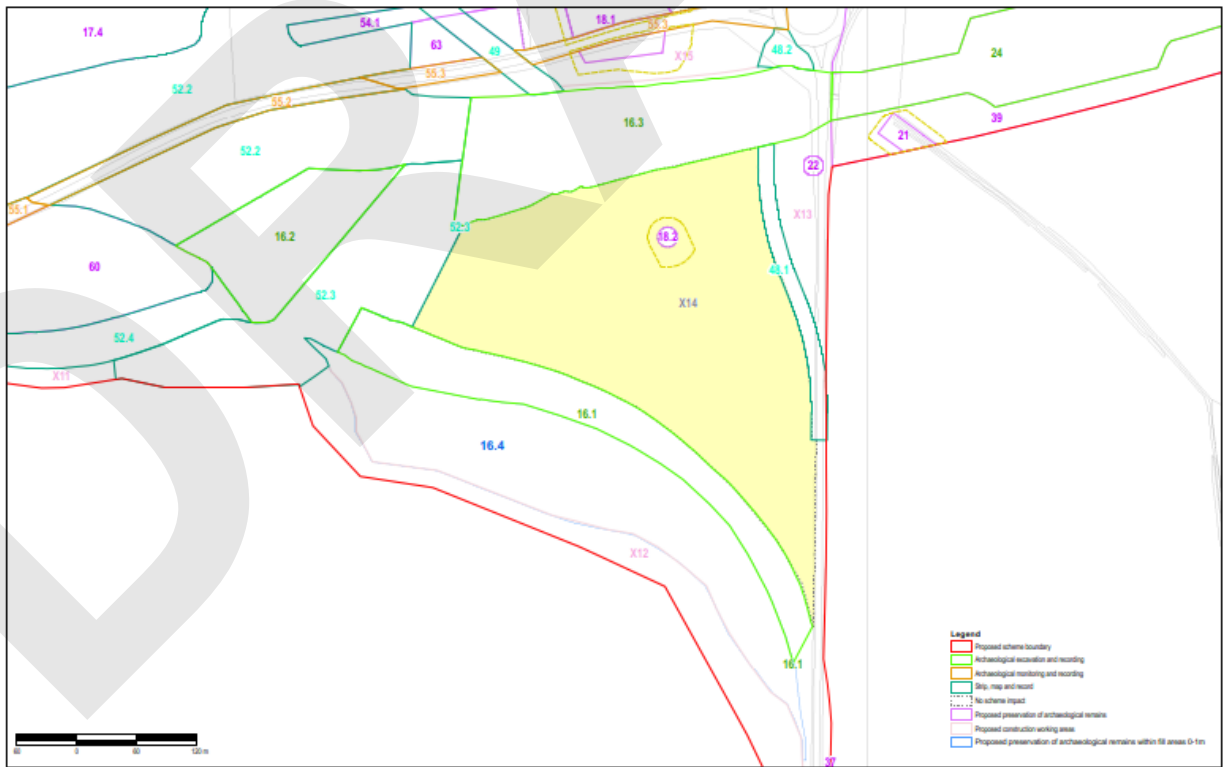 17.4
54.1
18.1
55.3
63
49
X15
48.2
24
55.3
52.2
55.2
16.3
39
21
52.2
22
55.1
X13
52.3
18.2
16.2
60
48.1
52.3
X14
52.4
X11
16.1
16.4
X12
16.1
37
Legend
Proposed scheme boundary
Archaeological excavation and recording
Archaeological monitoring and recording
Strip, map and record
No scheme impact
Proposed preservation of archaeological remains
Proposed construction working areas
Proposed preservation of archaeological remains within fill areas 0-1m
60 0 60 120 m